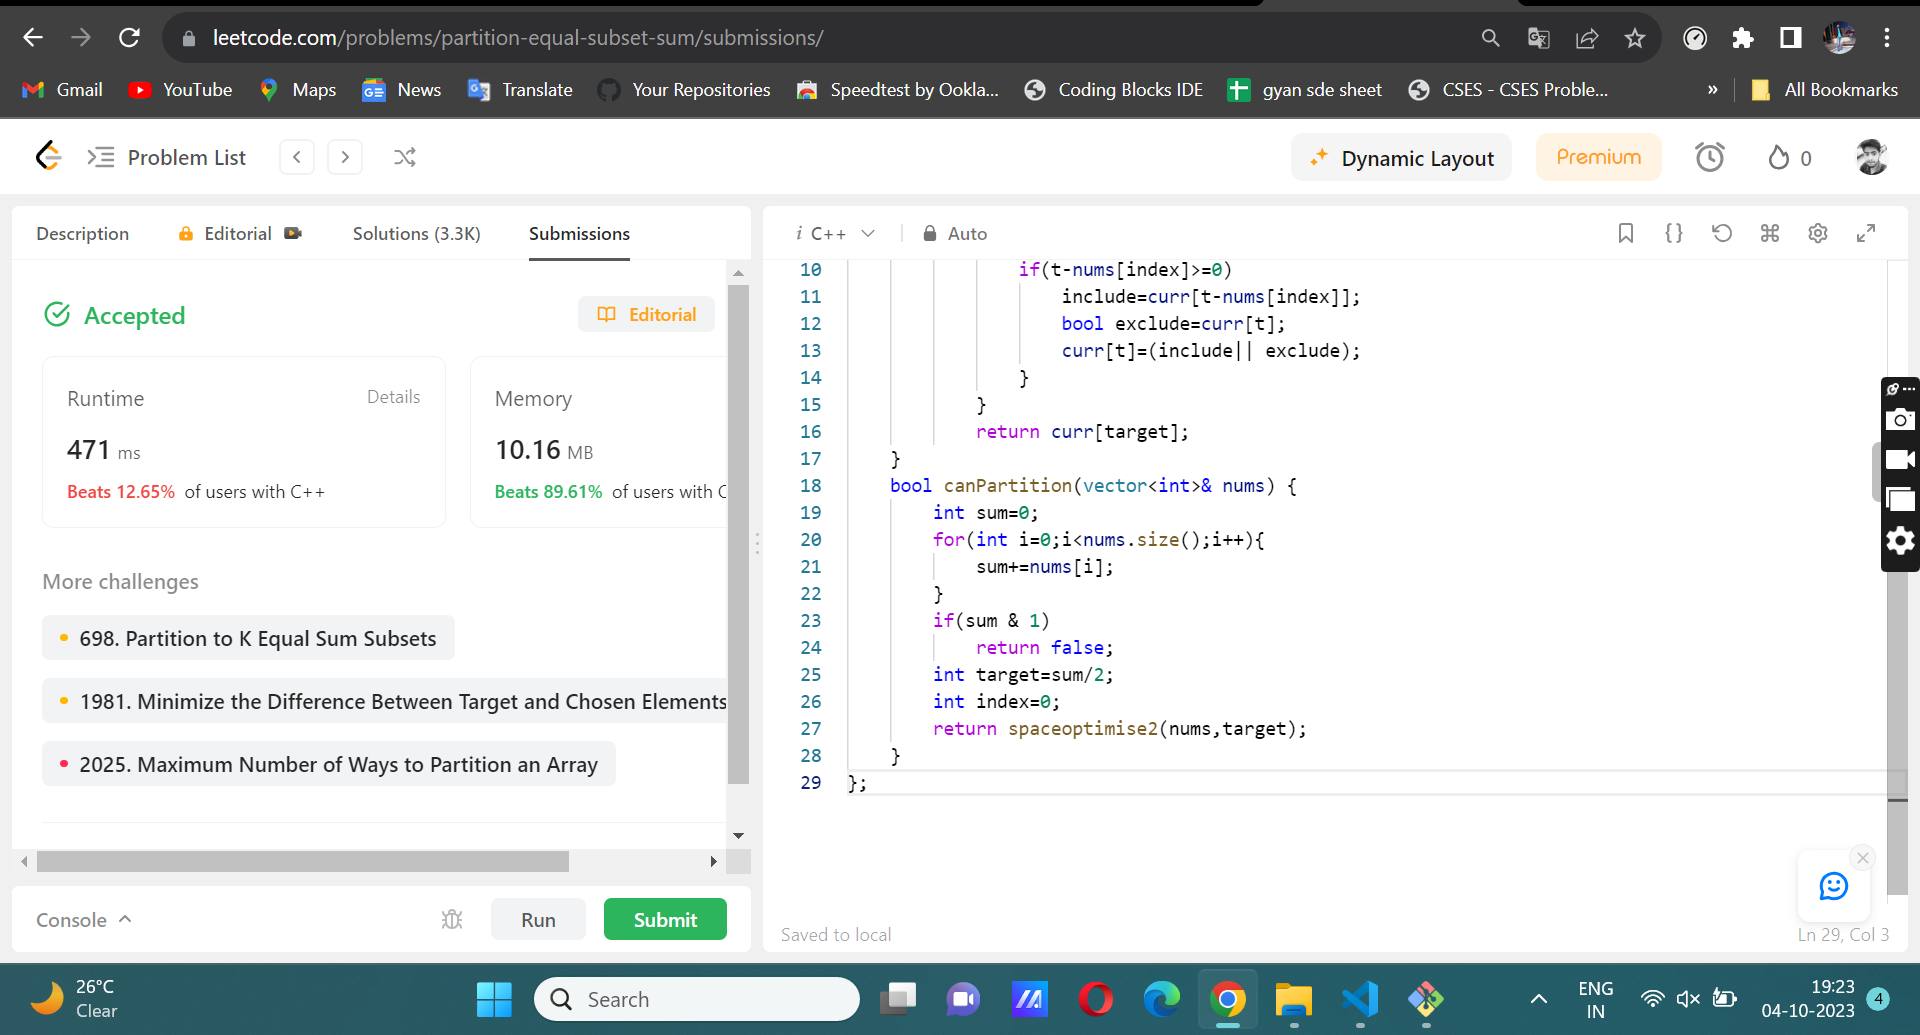 leetcode.com/problems/partition-equal-subset-sum/submissions/
Gmail YouTube Maps News Translate Your Repositories Speedtest by Ookla... Coding Blocks IDE gyan sde sheet CSES - CSES Proble... » All Bookmarks
Problem List Dynamic Layout Premium 0
Description Editorial Solutions (3.3K) Submissions
Accepted Editorial
Runtime Details
471 ms
Beats 12.65% of users with C++
Memory
10.16 MB
Beats 89.61% of users with C
More challenges
698. Partition to K Equal Sum Subsets
1981. Minimize the Difference Between Target and Chosen Elements
2025. Maximum Number of Ways to Partition an Array
Console Run Submit
i C++ Auto
10 if(t-nums[index]>=0)
11 include=curr[t-nums[index]];
12 bool exclude=curr[t];
13 curr[t]=(include|| exclude);
14 }
15 }
16 return curr[target];
17 }
18 bool canPartition(vector<int>& nums) {
19 int sum=0;
20 for(int i=0;i<nums.size();i++){
21 sum+=nums[i];
22 }
23 if(sum & 1)
24 return false;
25 int target=sum/2;
26 int index=0;
27 return spaceoptimise2(nums,target);
28 }
29 };
Saved to local Ln 29, Col 3
26°C
Clear
Search
ENG
IN
19:23
04-10-2023
4